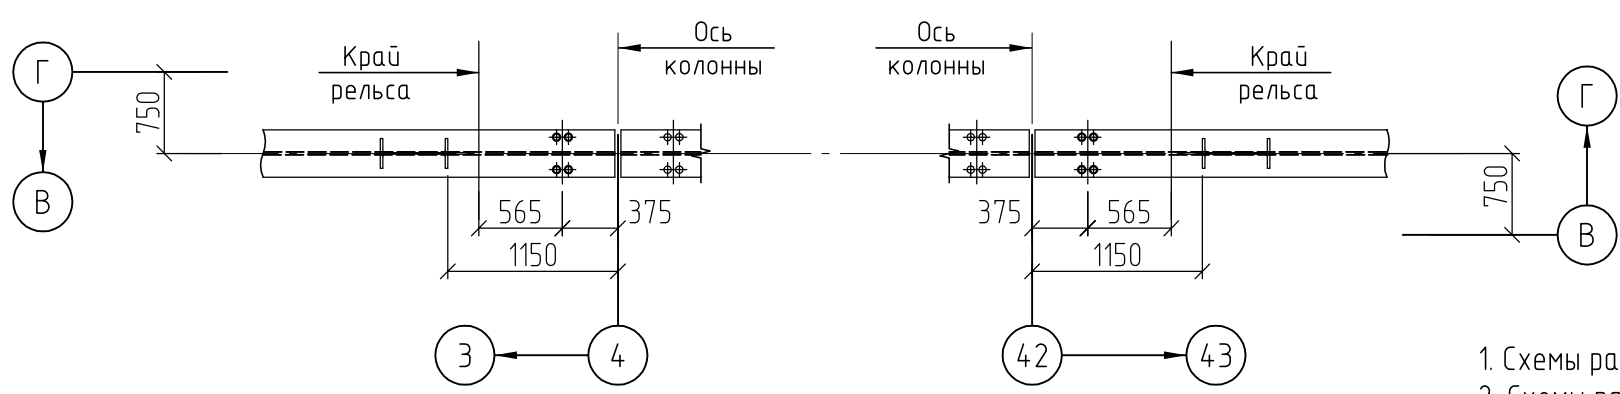 Г
В
750
Край
рельса
Ось
колонны
565
375
1150
3
4
Ось
колонны
Край
рельса
375
565
1150
42
43
Г
В
750
1. Схемы ра
2. Схемы